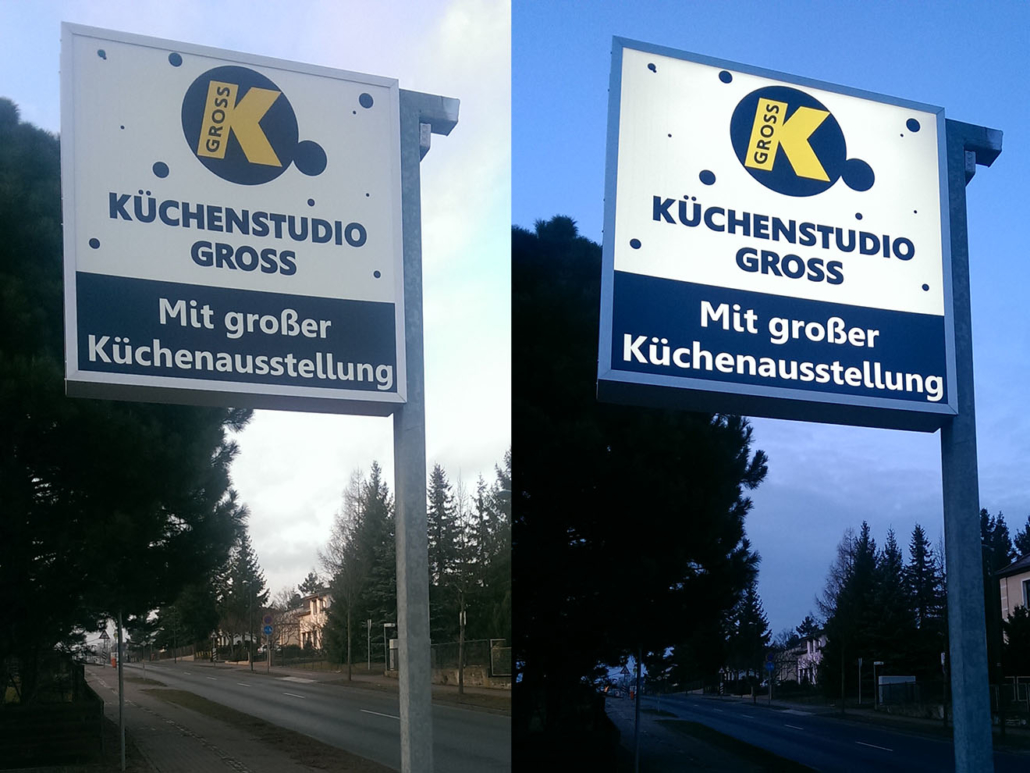 GROSS
K
KÜCHENSTUDIO
GROSS
Mit großer
Küchenausstellung
GROSS
K
KÜCHENSTUDIO
GROSS
Mit großer
Küchenausstellung